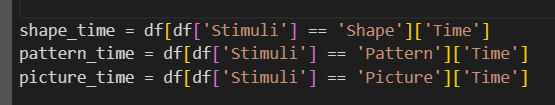 shape_time = df[df['Stimuli'] == 'Shape']['Time']
pattern_time = df[df['Stimuli'] == 'Pattern']['Time']
picture_time = df[df['Stimuli'] == 'Picture']['Time']